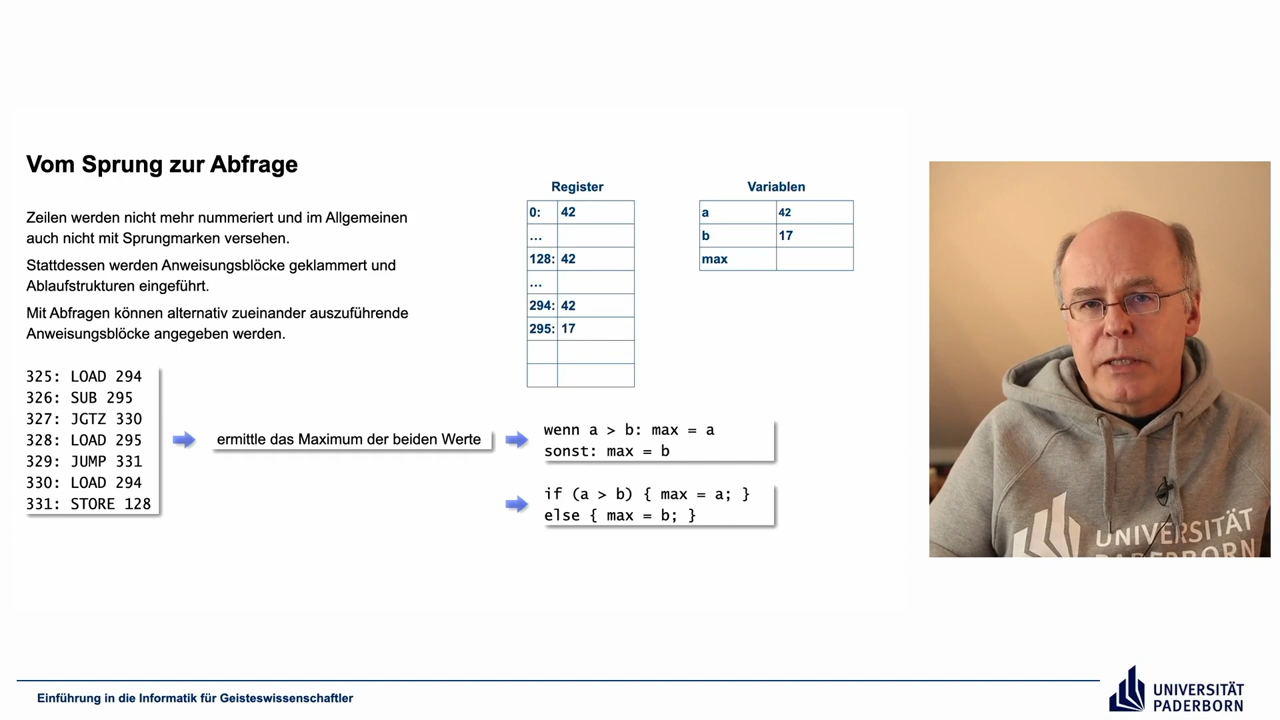 Vom Sprung zur Abfrage
Zeilen werden nicht mehr nummeriert und im Allgemeinen
auch nicht mit Sprungmarken versehen.
Stattdessen werden Anweisungsblöcke geklammert und
Ablaufstrukturen eingeführt.
Mit Abfragen können alternativ zueinander auszuführende
Anweisungsblöcke angegeben werden.
325: LOAD 294
326: SUB 295
327: JGTZ 330
328: LOAD 295
329: JUMP 331
330: LOAD 294
331: STORE 128
ermittle das Maximum der beiden Werte
Register
0: 42
...
128: 42
...
294: 42
295: 17
Variablen
a 42
b 17
max
wenn a > b: max = a
sonst: max = b
if (a > b) { max = a; }
else { max = b; }
UNIVERSITÄT
PADERBORN
Einführung in die Informatik für Geisteswissenschaftler
UNIVERSITÄT
PADERBORN